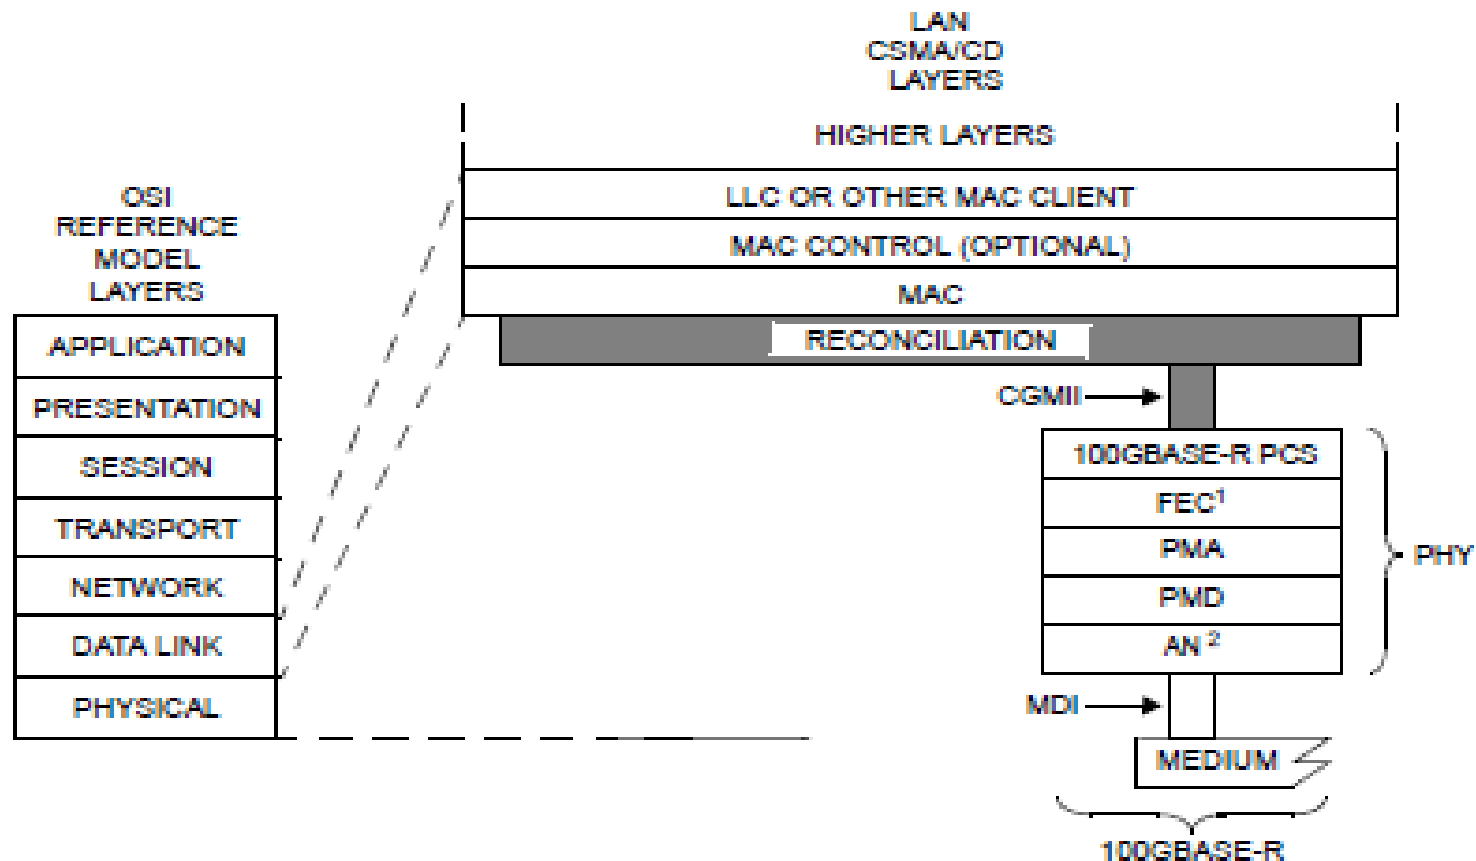 LAN
CSMA/CD
LAYERS
HIGHER LAYERS
LLC OR OTHER MAC CLIENT
MAC CONTROL (OPTIONAL)
MAC
RECONCILIATION
OSI
REFERENCE
MODEL
LAYERS
APPLICATION
PRESENTATION
SESSION
TRANSPORT
NETWORK
DATA LINK
PHYSICAL
CGMII
100GBASE-R PCS
FEC¹
PMA
PMD
AN ²
PHY
MDI
MEDIUM
100GBASE-R